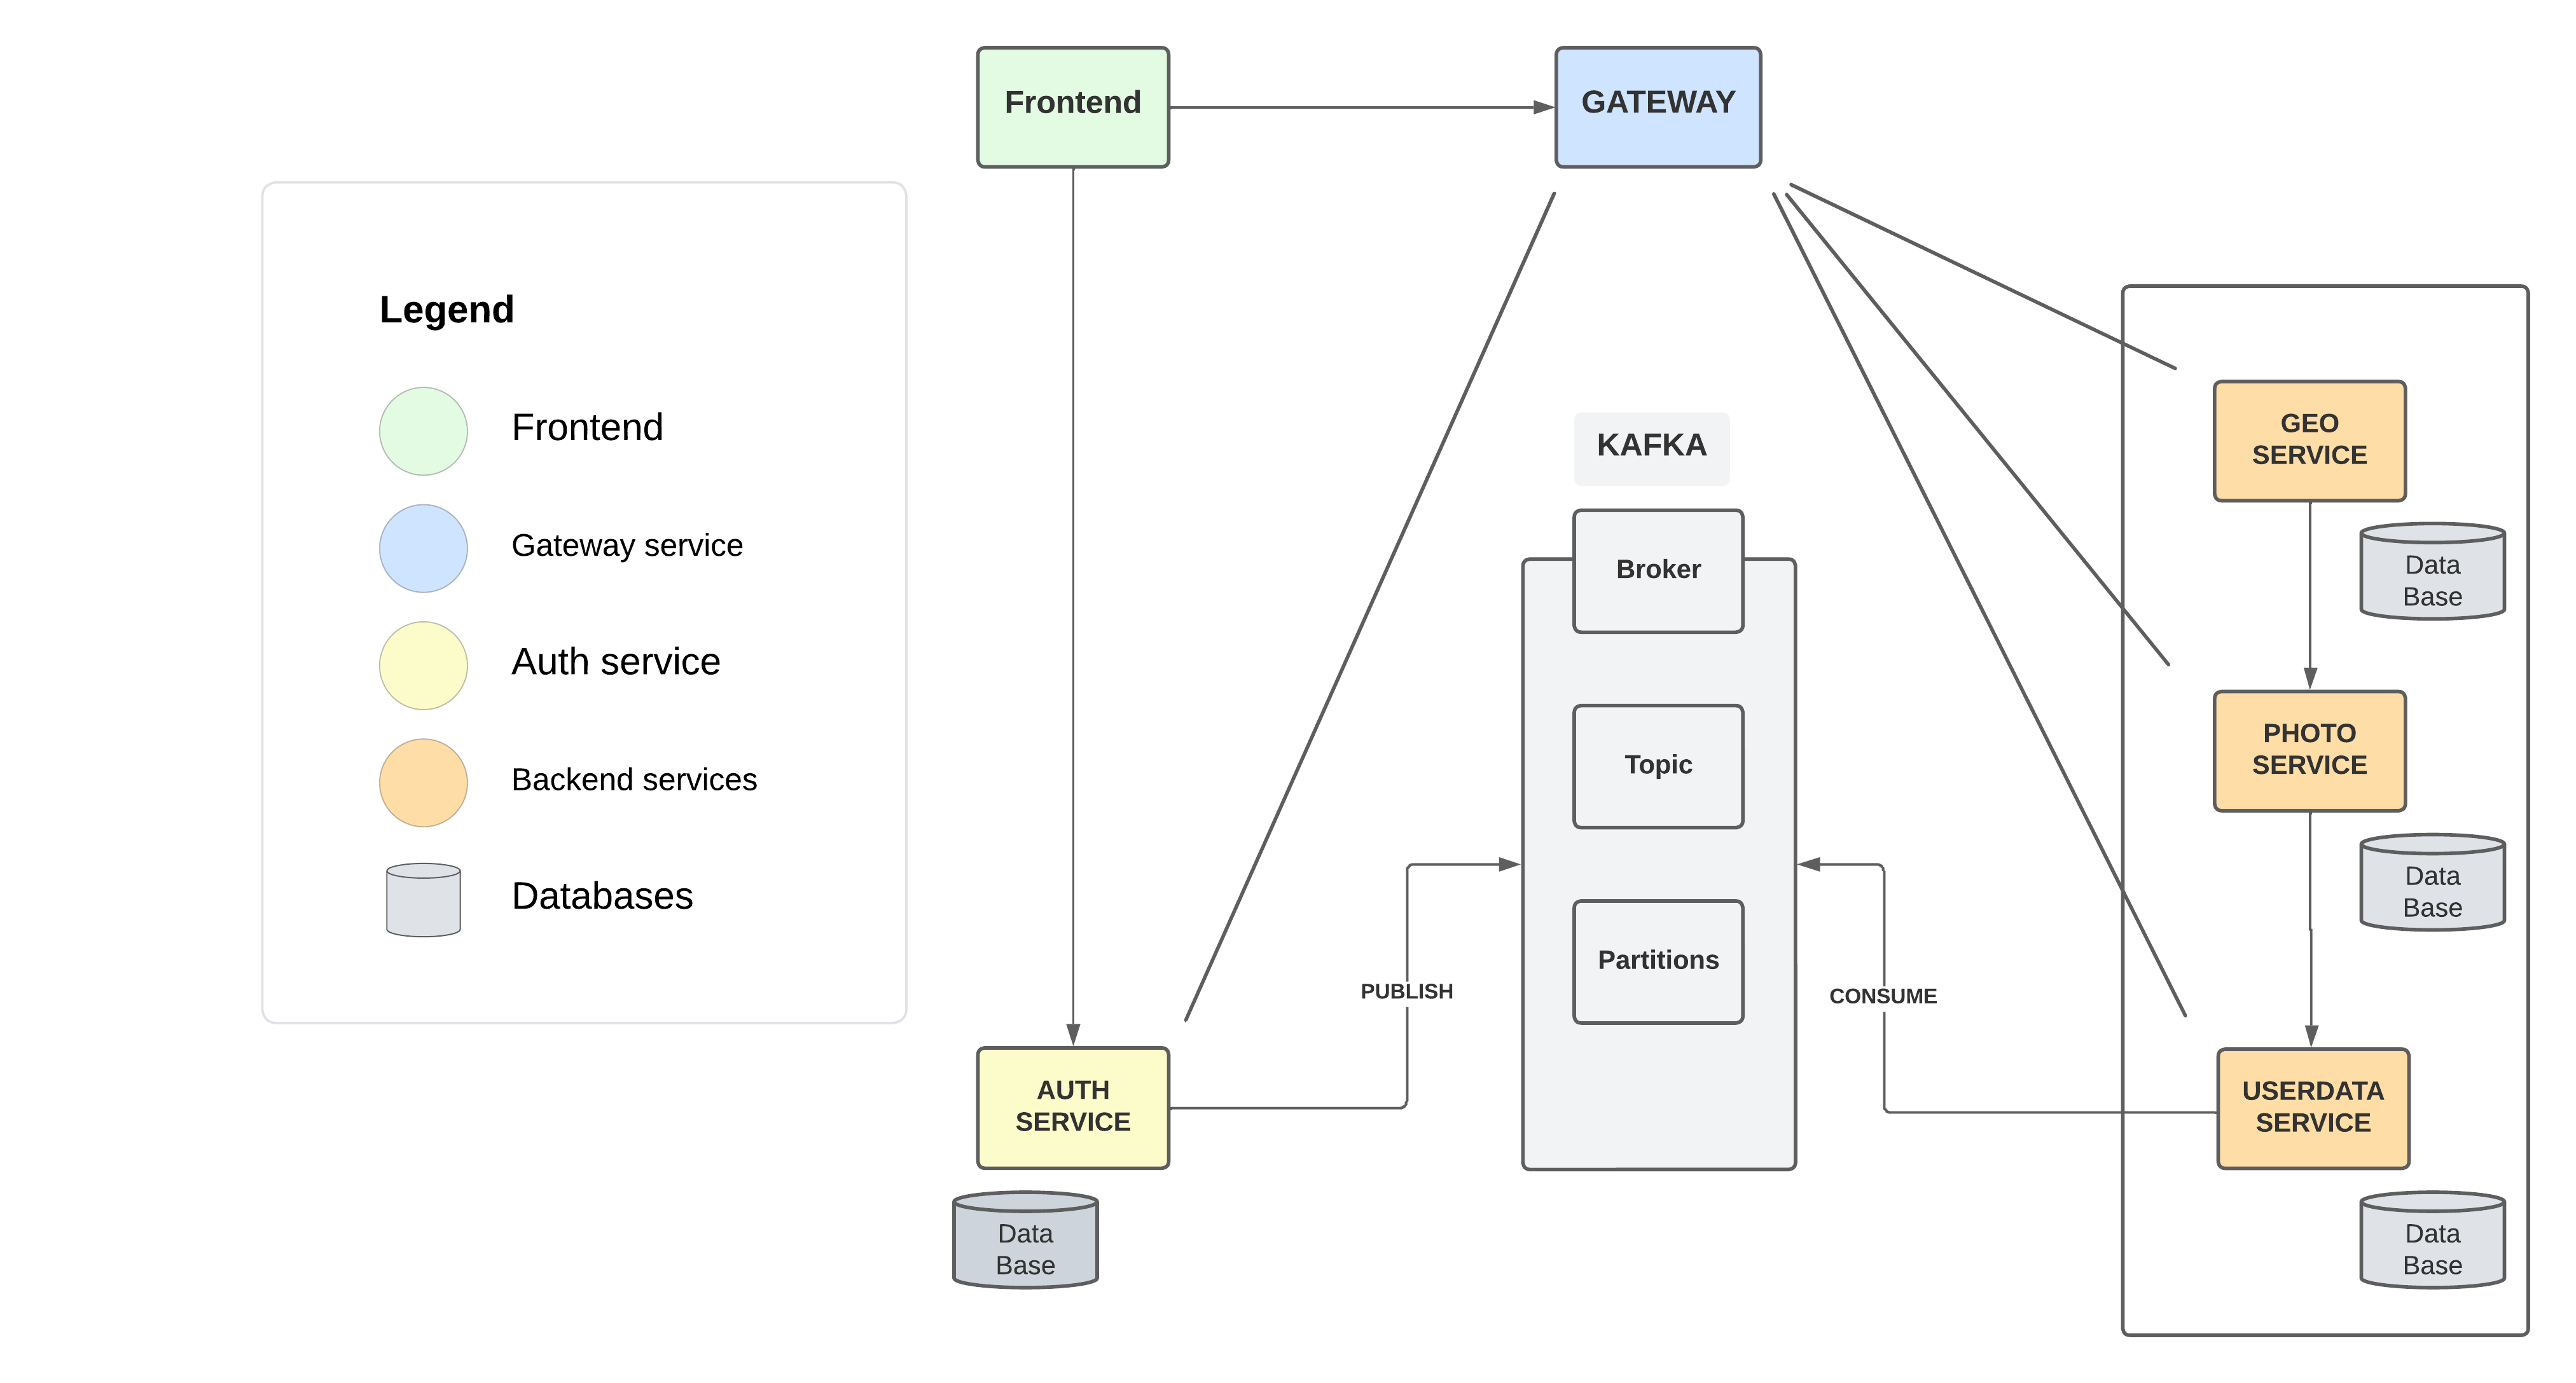 Frontend
GATEWAY
Legend
Frontend
Gateway service
Auth service
Backend services
Databases
KAFKA
Broker
Topic
Partitions
PUBLISH
CONSUME
AUTH
SERVICE
Data
Base
GEO
SERVICE
Data
Base
PHOTO
SERVICE
Data
Base
USERDATA
SERVICE
Data
Base